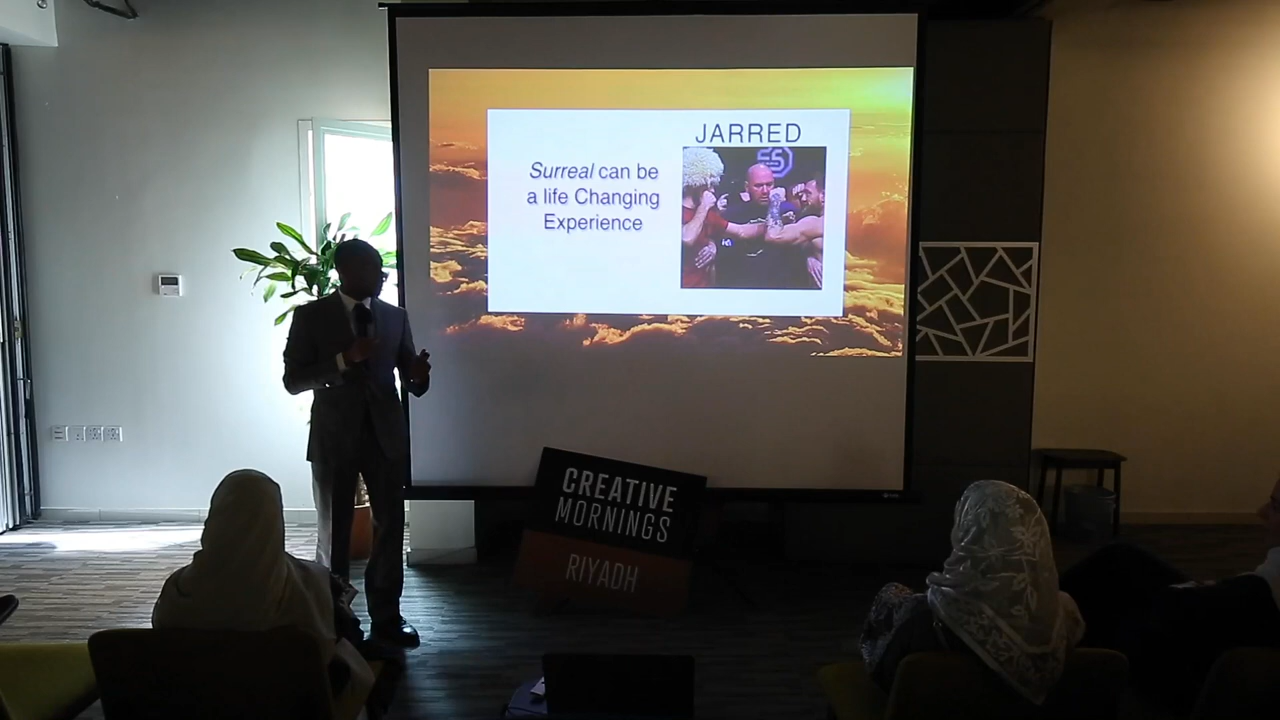 JARRED
Surreal can be
a life Changing
Experience
CREATIVE
MORNINGS
RIYADH